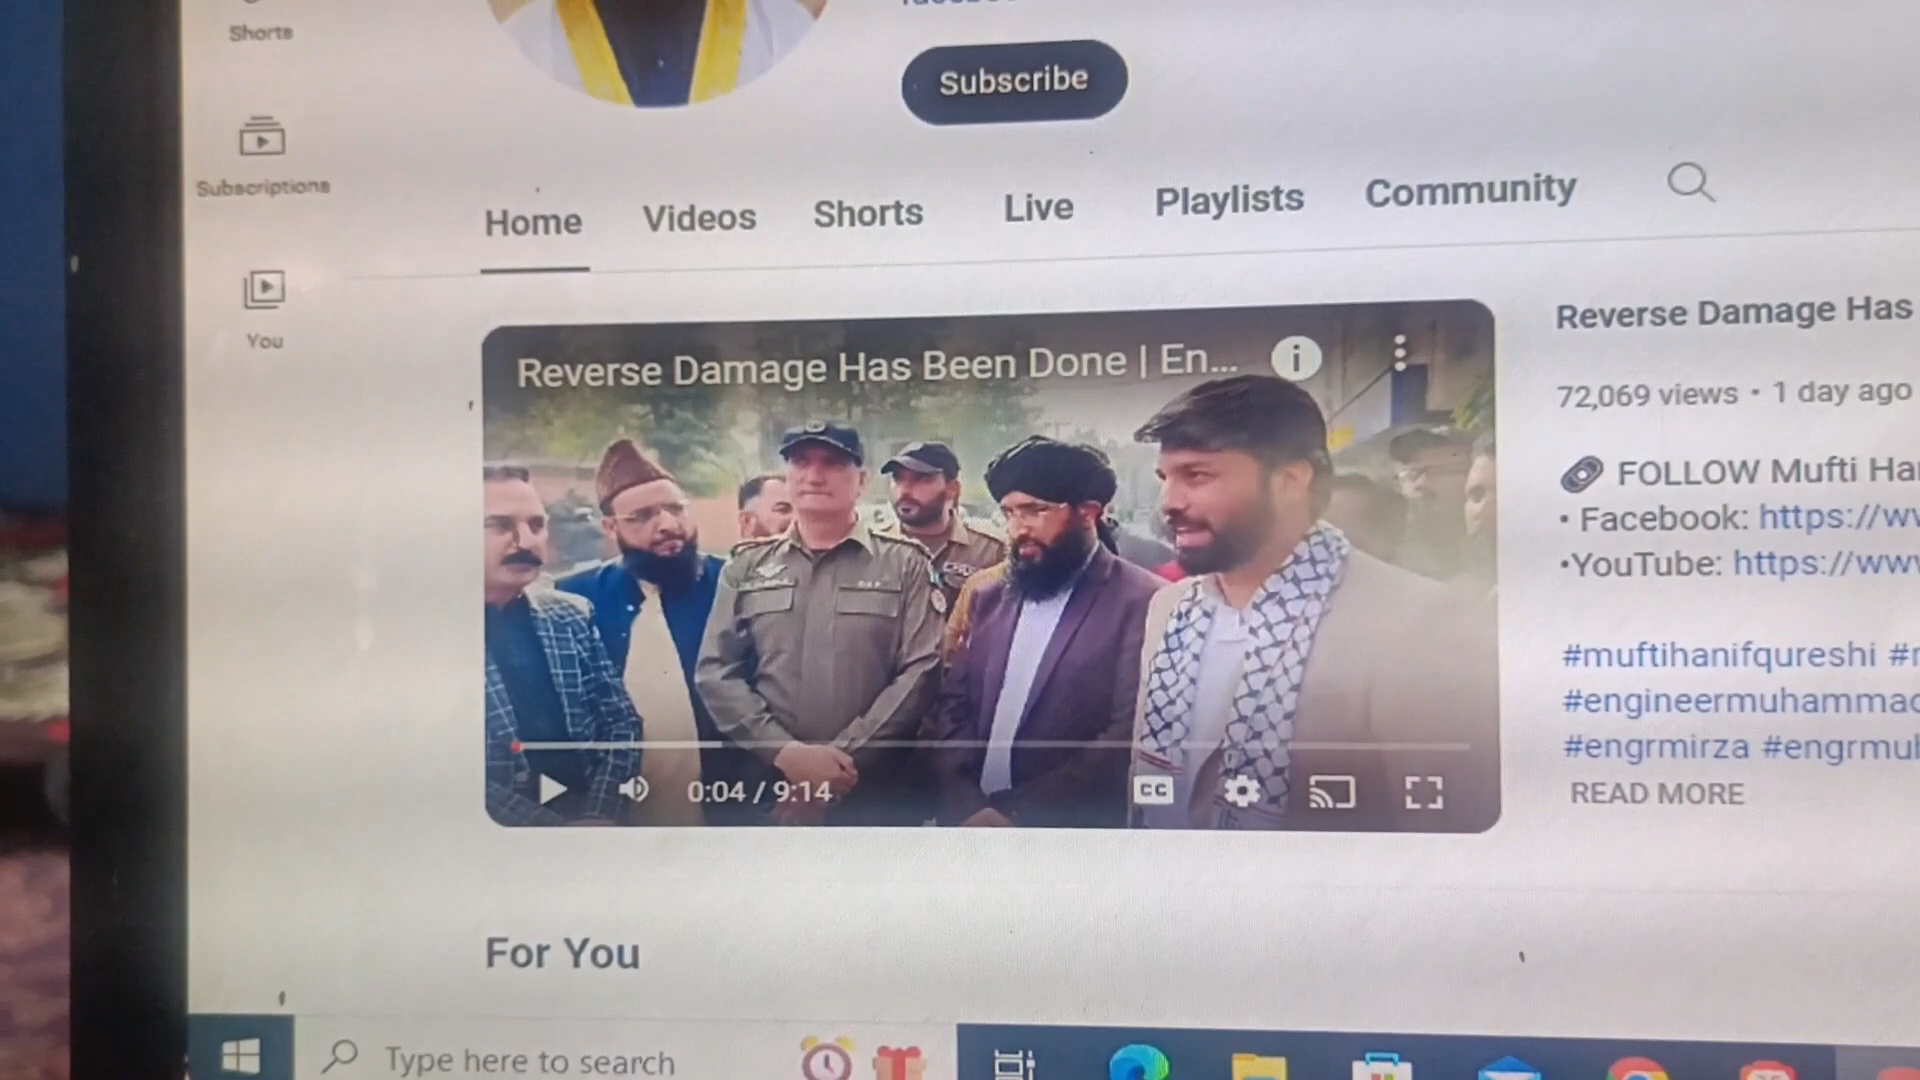 Shorts
Subscribe
Subscriptions
Home Videos Shorts Live Playlists Community
You
Reverse Damage Has Been Done | En...
Reverse Damage Has
72,069 views • 1 day ago
FOLLOW Mufti Ha
• Facebook: https://w
•YouTube: https://ww
#muftihanifqureshi #
#engineermuhammad
#engrmirza #engrmu
READ MORE
0:04 / 9:14
CC
For You
Type here to search